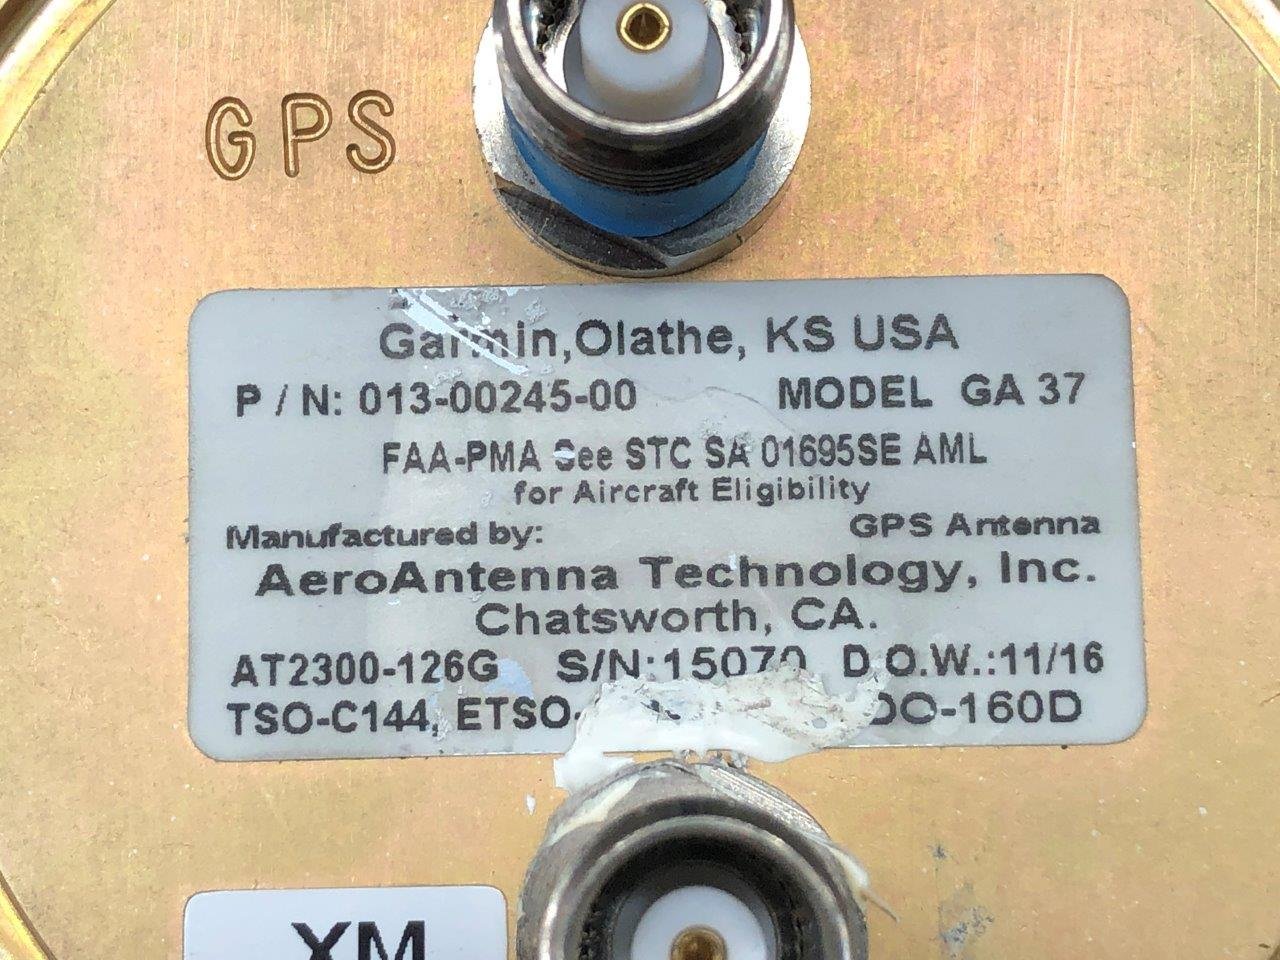 GPS
Garmin,Olathe, KS USA
P / N: 013-00245-00 MODEL GA 37
FAA-PMA See STC SA 01695SE AML
for Aircraft Eligibility
Manufactured by: GPS Antenna
AeroAntenna Technology, Inc.
Chatsworth, CA.
AT2300-126G S/N:15070 D.O.W.:11/16
TSO-C144, ETSO- DO-160D
XM